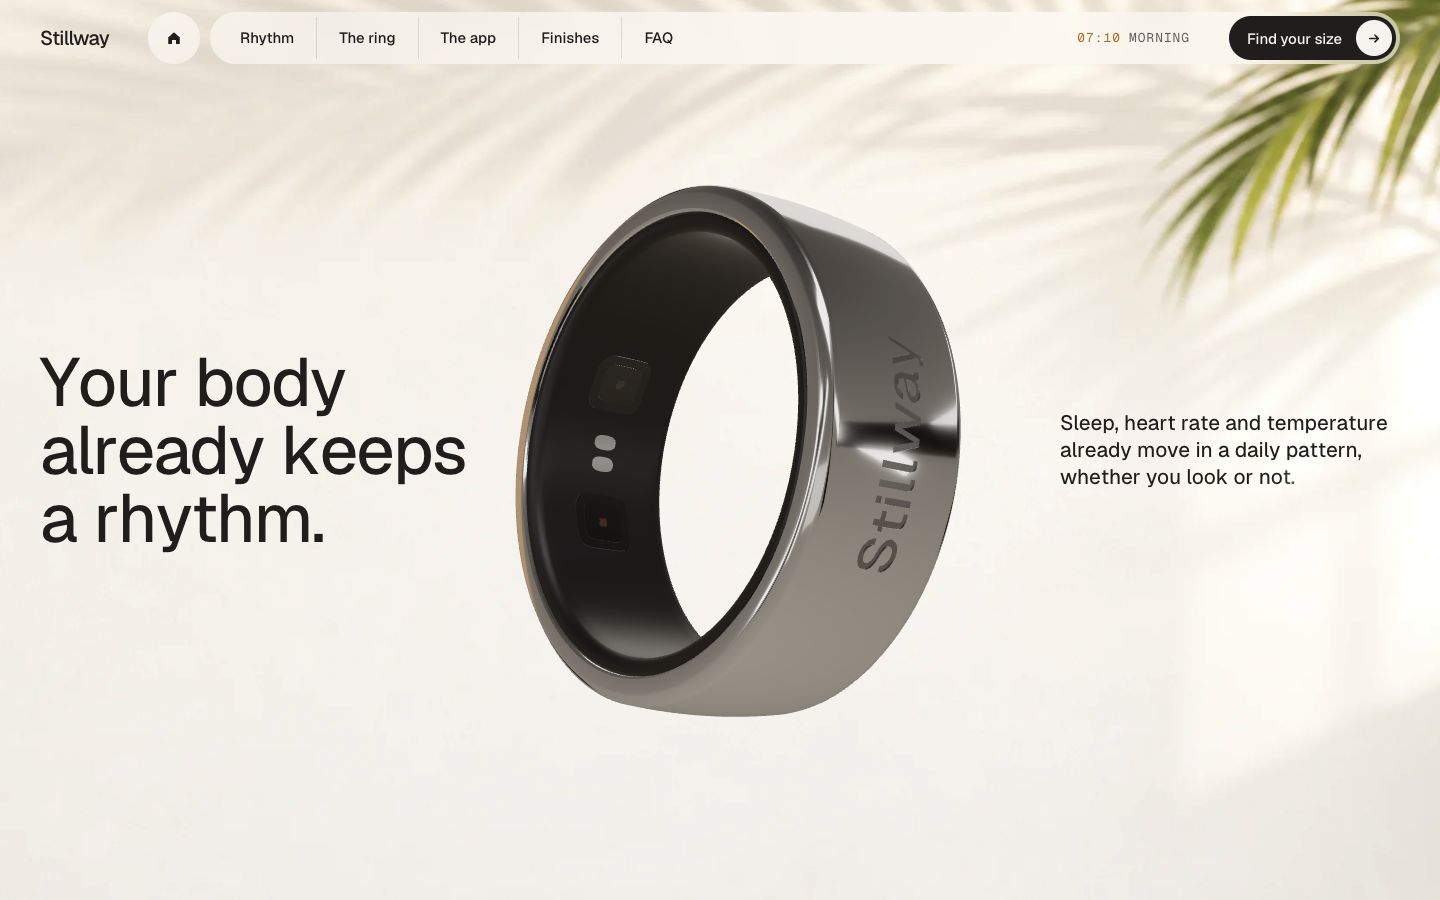 Stillway
Rhythm
The ring
The app
Finishes
FAQ
07:10 MORNING
Find your size
Your body
already keeps
a rhythm.
Stillway
Sleep, heart rate and temperature
already move in a daily pattern,
whether you look or not.